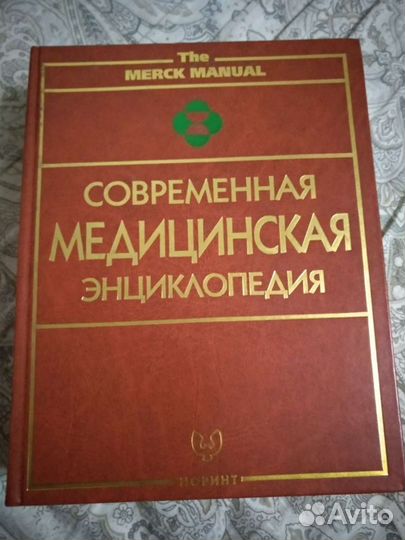 The
MERCK MANUAL
СОВРЕМЕННАЯ
МЕДИЦИНСКАЯ
ЭНЦИКЛОПЕДИЯ
НОРИНТ
Avito